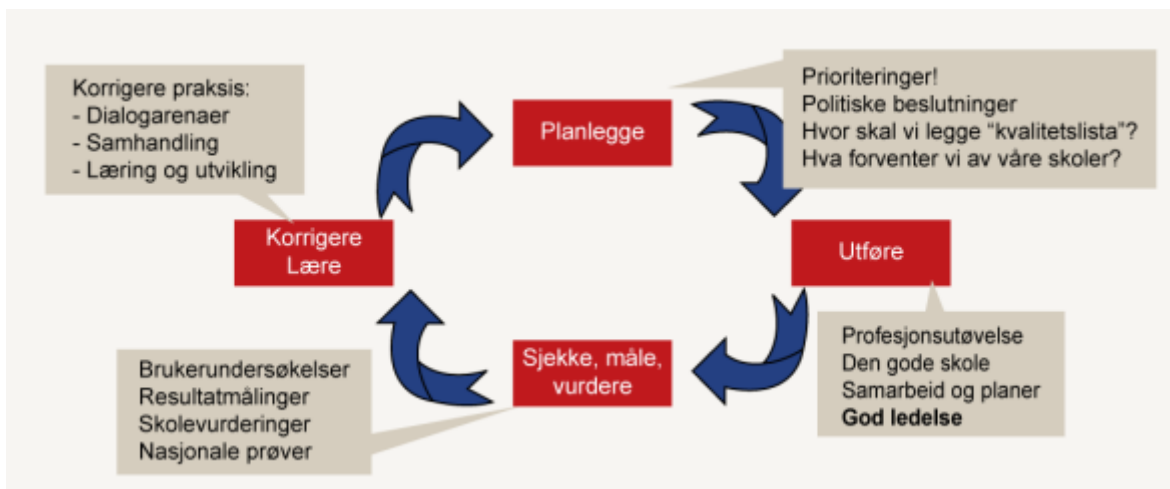 Korrigere praksis:
- Dialogarenaer
- Samhandling
- Læring og utvikling
Planlegge
Prioriteringer!
Politiske beslutninger
Hvor skal vi legge “kvalitetslista”?
Hva forventer vi av våre skoler?
Korrigere
Lære
Utføre
Sjekke, måle,
vurdere
Profesjonsutøvelse
Den gode skole
Samarbeid og planer
God ledelse
Brukerundersøkelser
Resultatmålinger
Skolevurderinger
Nasjonale prøver